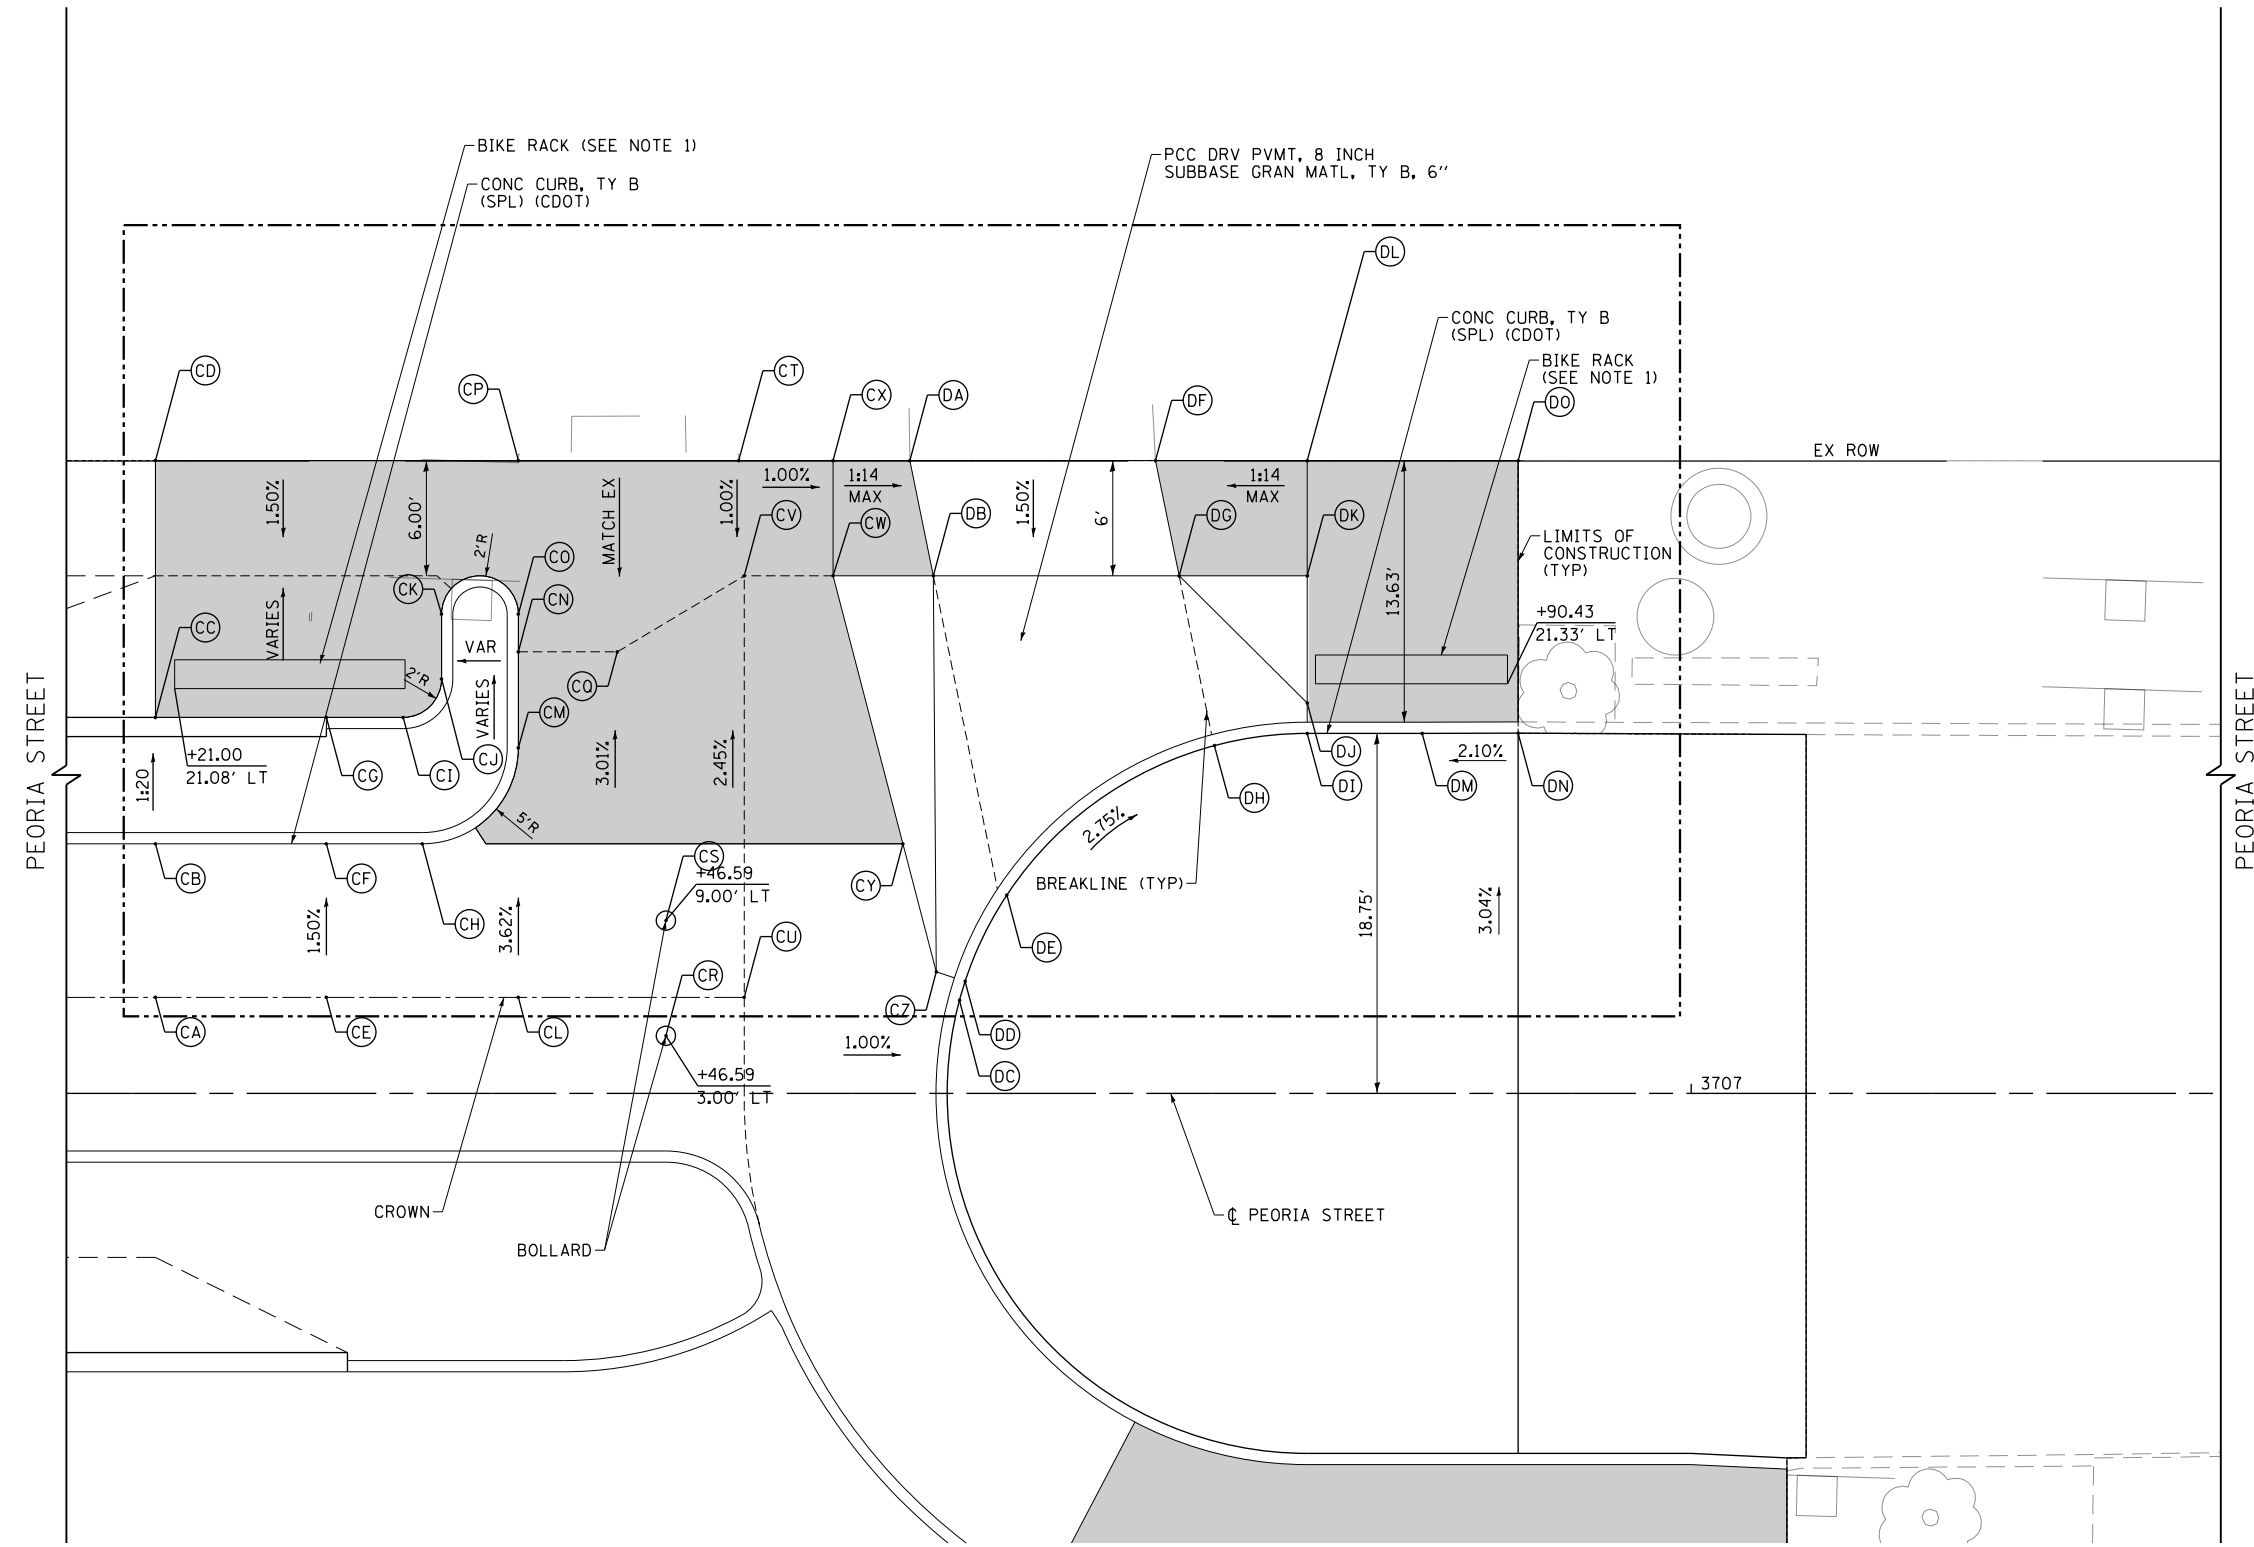 BIKE RACK (SEE NOTE 1)
CONC CURB, TY B
(SPL) (CDOT)
PCC DRV PVMT, 8 INCH
SUBBASE GRAN MATL, TY B, 6''
DL
CONC CURB, TY B
(SPL) (CDOT)
BIKE RACK
(SEE NOTE 1)
CD
CP
CT
CX
DA
DF
DO
EX ROW
1.50%
6.00'
2'R
MATCH EX
1.00%
1.00%
CV
1:14
MAX
CW
DB
1.50%
6'
1:14
MAX
DG
DK
LIMITS OF
CONSTRUCTION
(TYP)
13.63'
+90.43
21.33' LT
CO
CK
CN
CC
VARIES
VAR
2'R
VARIES
CQ
CM
PEORIA STREET
PEORIA STREET
+21.00
21.08' LT
1:20
CG
CI
CJ
3.01%
2.45%
DJ
2.10%
DH
DI
DM
DN
5'R
2.75%
CS
+46.59
9.00' LT
CB
CF
CY
BREAKLINE (TYP)
CH
1.50%
3.62%
18.75'
3.04%
CU
DE
CR
CZ
CA
CE
CL
1.00%
DD
DC
+46.59
3.00' LT
3707
CROWN
BOLLARD
℄ PEORIA STREET